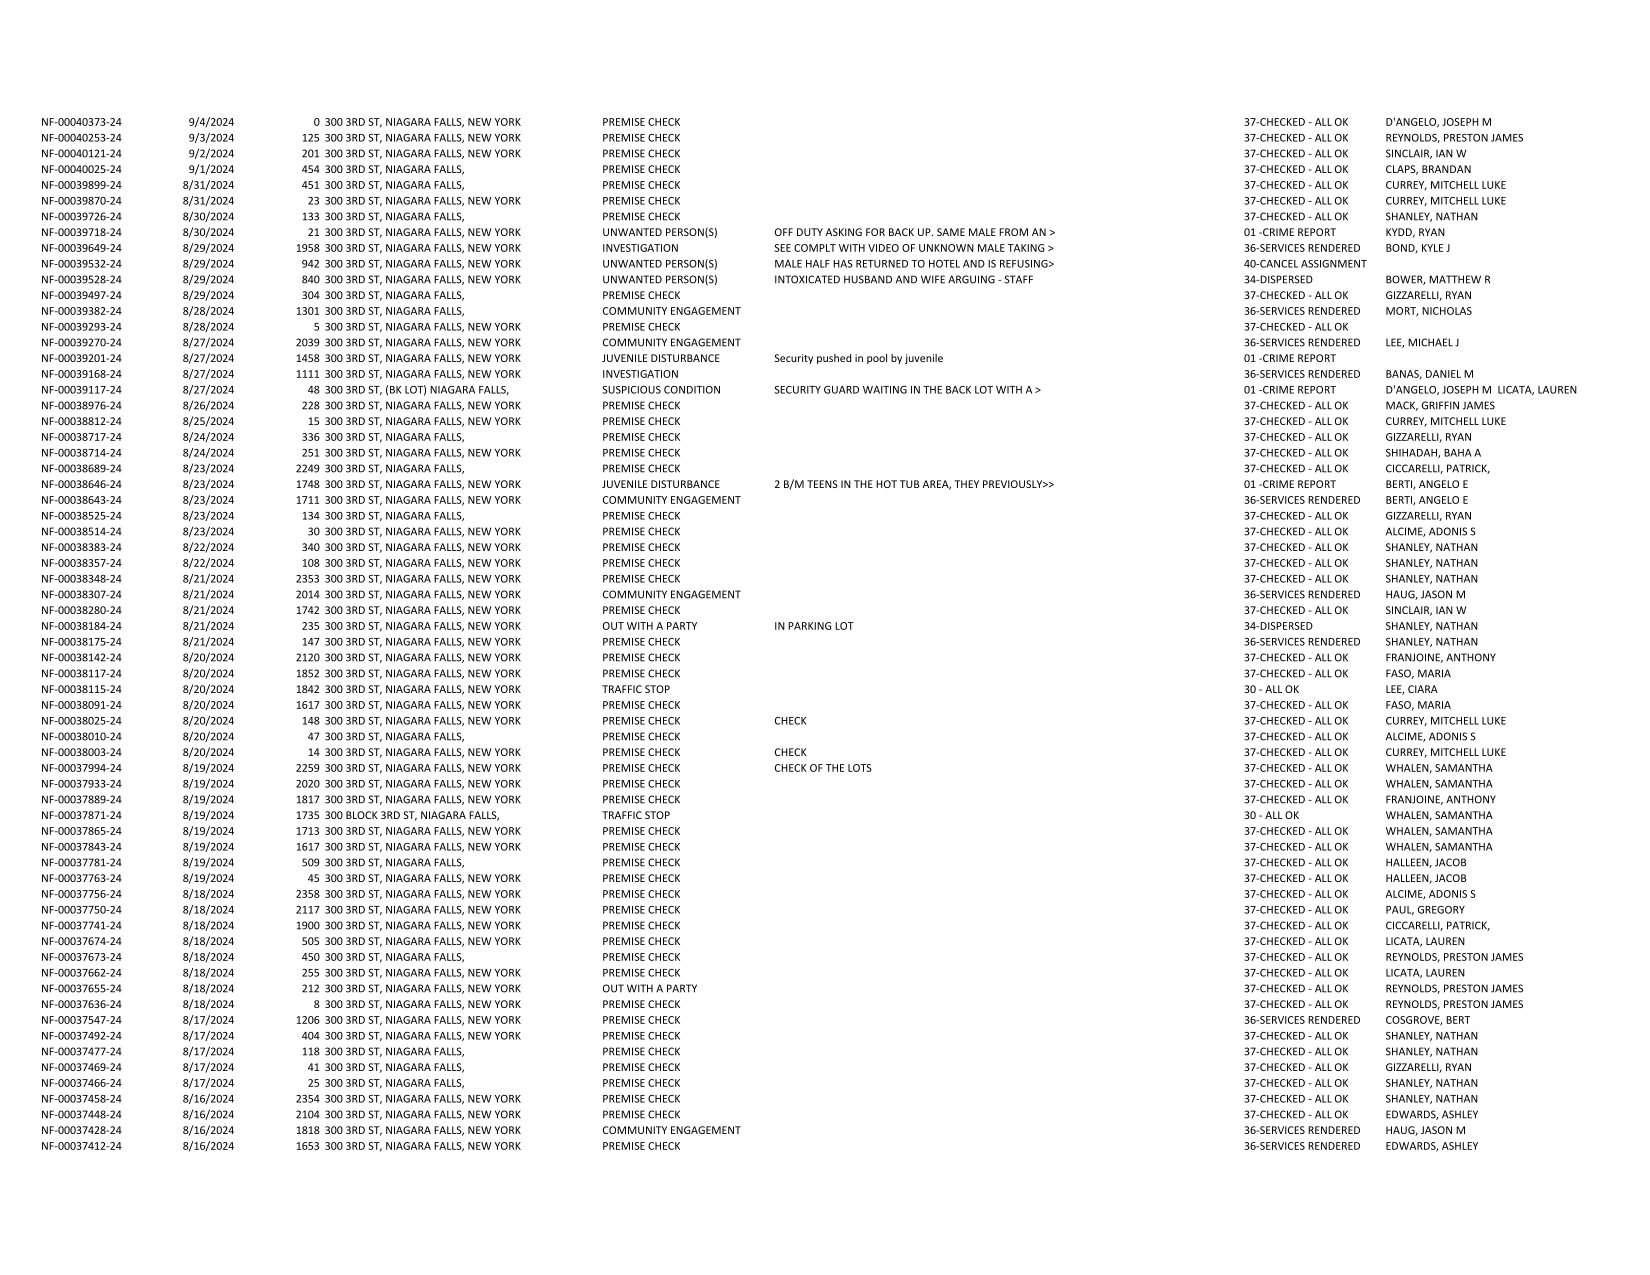 NF-00040373-24 9/4/2024 0 300 3RD ST, NIAGARA FALLS, NEW YORK PREMISE CHECK 37-CHECKED - ALL OK D'ANGELO, JOSEPH M
NF-00040253-24 9/3/2024 125 300 3RD ST, NIAGARA FALLS, NEW YORK PREMISE CHECK 37-CHECKED - ALL OK REYNOLDS, PRESTON JAMES
NF-00040121-24 9/2/2024 201 300 3RD ST, NIAGARA FALLS, NEW YORK PREMISE CHECK 37-CHECKED - ALL OK SINCLAIR, IAN W
NF-00040025-24 9/1/2024 454 300 3RD ST, NIAGARA FALLS, PREMISE CHECK 37-CHECKED - ALL OK CLAPS, BRANDAN
NF-00039899-24 8/31/2024 451 300 3RD ST, NIAGARA FALLS, PREMISE CHECK 37-CHECKED - ALL OK CURREY, MITCHELL LUKE
NF-00039870-24 8/31/2024 23 300 3RD ST, NIAGARA FALLS, NEW YORK PREMISE CHECK 37-CHECKED - ALL OK CURREY, MITCHELL LUKE
NF-00039726-24 8/30/2024 133 300 3RD ST, NIAGARA FALLS, PREMISE CHECK 37-CHECKED - ALL OK SHANLEY, NATHAN
NF-00039718-24 8/30/2024 21 300 3RD ST, NIAGARA FALLS, NEW YORK UNWANTED PERSON(S) OFF DUTY ASKING FOR BACK UP. SAME MALE FROM AN > 01 -CRIME REPORT KYDD, RYAN
NF-00039649-24 8/29/2024 1958 300 3RD ST, NIAGARA FALLS, NEW YORK INVESTIGATION SEE COMPLT WITH VIDEO OF UNKNOWN MALE TAKING > 36-SERVICES RENDERED BOND, KYLE J
NF-00039532-24 8/29/2024 942 300 3RD ST, NIAGARA FALLS, NEW YORK UNWANTED PERSON(S) MALE HALF HAS RETURNED TO HOTEL AND IS REFUSING> 40-CANCEL ASSIGNMENT
NF-00039528-24 8/29/2024 840 300 3RD ST, NIAGARA FALLS, NEW YORK UNWANTED PERSON(S) INTOXICATED HUSBAND AND WIFE ARGUING - STAFF 34-DISPERSED BOWER, MATTHEW R
NF-00039497-24 8/29/2024 304 300 3RD ST, NIAGARA FALLS, PREMISE CHECK 37-CHECKED - ALL OK GIZZARELLI, RYAN
NF-00039382-24 8/28/2024 1301 300 3RD ST, NIAGARA FALLS, COMMUNITY ENGAGEMENT 36-SERVICES RENDERED MORT, NICHOLAS
NF-00039293-24 8/28/2024 5 300 3RD ST, NIAGARA FALLS, NEW YORK PREMISE CHECK 37-CHECKED - ALL OK
NF-00039270-24 8/27/2024 2039 300 3RD ST, NIAGARA FALLS, NEW YORK COMMUNITY ENGAGEMENT 36-SERVICES RENDERED LEE, MICHAEL J
NF-00039201-24 8/27/2024 1458 300 3RD ST, NIAGARA FALLS, NEW YORK JUVENILE DISTURBANCE Security pushed in pool by juvenile 01 -CRIME REPORT
NF-00039168-24 8/27/2024 1111 300 3RD ST, NIAGARA FALLS, NEW YORK INVESTIGATION 36-SERVICES RENDERED BANAS, DANIEL M
NF-00039117-24 8/27/2024 48 300 3RD ST, (BK LOT) NIAGARA FALLS, SUSPICIOUS CONDITION SECURITY GUARD WAITING IN THE BACK LOT WITH A > 01 -CRIME REPORT D'ANGELO, JOSEPH M LICATA, LAUREN
NF-00038976-24 8/26/2024 228 300 3RD ST, NIAGARA FALLS, NEW YORK PREMISE CHECK 37-CHECKED - ALL OK MACK, GRIFFIN JAMES
NF-00038812-24 8/25/2024 15 300 3RD ST, NIAGARA FALLS, NEW YORK PREMISE CHECK 37-CHECKED - ALL OK CURREY, MITCHELL LUKE
NF-00038717-24 8/24/2024 336 300 3RD ST, NIAGARA FALLS, PREMISE CHECK 37-CHECKED - ALL OK GIZZARELLI, RYAN
NF-00038714-24 8/24/2024 251 300 3RD ST, NIAGARA FALLS, NEW YORK PREMISE CHECK 37-CHECKED - ALL OK SHIHADAH, BAHA A
NF-00038689-24 8/23/2024 2249 300 3RD ST, NIAGARA FALLS, PREMISE CHECK 37-CHECKED - ALL OK CICCARELLI, PATRICK,
NF-00038646-24 8/23/2024 1748 300 3RD ST, NIAGARA FALLS, NEW YORK JUVENILE DISTURBANCE 2 B/M TEENS IN THE HOT TUB AREA, THEY PREVIOUSLY>> 01 -CRIME REPORT BERTI, ANGELO E
NF-00038643-24 8/23/2024 1711 300 3RD ST, NIAGARA FALLS, NEW YORK COMMUNITY ENGAGEMENT 36-SERVICES RENDERED BERTI, ANGELO E
NF-00038525-24 8/23/2024 134 300 3RD ST, NIAGARA FALLS, PREMISE CHECK 37-CHECKED - ALL OK GIZZARELLI, RYAN
NF-00038514-24 8/23/2024 30 300 3RD ST, NIAGARA FALLS, NEW YORK PREMISE CHECK 37-CHECKED - ALL OK ALCIME, ADONIS S
NF-00038383-24 8/22/2024 340 300 3RD ST, NIAGARA FALLS, NEW YORK PREMISE CHECK 37-CHECKED - ALL OK SHANLEY, NATHAN
NF-00038357-24 8/22/2024 108 300 3RD ST, NIAGARA FALLS, NEW YORK PREMISE CHECK 37-CHECKED - ALL OK SHANLEY, NATHAN
NF-00038348-24 8/21/2024 2353 300 3RD ST, NIAGARA FALLS, NEW YORK PREMISE CHECK 37-CHECKED - ALL OK SHANLEY, NATHAN
NF-00038307-24 8/21/2024 2014 300 3RD ST, NIAGARA FALLS, NEW YORK COMMUNITY ENGAGEMENT 36-SERVICES RENDERED HAUG, JASON M
NF-00038280-24 8/21/2024 1742 300 3RD ST, NIAGARA FALLS, NEW YORK PREMISE CHECK 37-CHECKED - ALL OK SINCLAIR, IAN W
NF-00038184-24 8/21/2024 235 300 3RD ST, NIAGARA FALLS, NEW YORK OUT WITH A PARTY IN PARKING LOT 34-DISPERSED SHANLEY, NATHAN
NF-00038175-24 8/21/2024 147 300 3RD ST, NIAGARA FALLS, NEW YORK PREMISE CHECK 36-SERVICES RENDERED SHANLEY, NATHAN
NF-00038142-24 8/20/2024 2120 300 3RD ST, NIAGARA FALLS, NEW YORK PREMISE CHECK 37-CHECKED - ALL OK FRANJOINE, ANTHONY
NF-00038117-24 8/20/2024 1852 300 3RD ST, NIAGARA FALLS, NEW YORK PREMISE CHECK 37-CHECKED - ALL OK FASO, MARIA
NF-00038115-24 8/20/2024 1842 300 3RD ST, NIAGARA FALLS, NEW YORK TRAFFIC STOP 30 - ALL OK LEE, CIARA
NF-00038091-24 8/20/2024 1617 300 3RD ST, NIAGARA FALLS, NEW YORK PREMISE CHECK 37-CHECKED - ALL OK FASO, MARIA
NF-00038025-24 8/20/2024 148 300 3RD ST, NIAGARA FALLS, NEW YORK PREMISE CHECK CHECK 37-CHECKED - ALL OK CURREY, MITCHELL LUKE
NF-00038010-24 8/20/2024 47 300 3RD ST, NIAGARA FALLS, PREMISE CHECK 37-CHECKED - ALL OK ALCIME, ADONIS S
NF-00038003-24 8/20/2024 14 300 3RD ST, NIAGARA FALLS, NEW YORK PREMISE CHECK CHECK 37-CHECKED - ALL OK CURREY, MITCHELL LUKE
NF-00037994-24 8/19/2024 2259 300 3RD ST, NIAGARA FALLS, NEW YORK PREMISE CHECK CHECK OF THE LOTS 37-CHECKED - ALL OK WHALEN, SAMANTHA
NF-00037933-24 8/19/2024 2020 300 3RD ST, NIAGARA FALLS, NEW YORK PREMISE CHECK 37-CHECKED - ALL OK WHALEN, SAMANTHA
NF-00037889-24 8/19/2024 1817 300 3RD ST, NIAGARA FALLS, NEW YORK PREMISE CHECK 37-CHECKED - ALL OK FRANJOINE, ANTHONY
NF-00037871-24 8/19/2024 1735 300 BLOCK 3RD ST, NIAGARA FALLS, TRAFFIC STOP 30 - ALL OK WHALEN, SAMANTHA
NF-00037865-24 8/19/2024 1713 300 3RD ST, NIAGARA FALLS, NEW YORK PREMISE CHECK 37-CHECKED - ALL OK WHALEN, SAMANTHA
NF-00037843-24 8/19/2024 1617 300 3RD ST, NIAGARA FALLS, NEW YORK PREMISE CHECK 37-CHECKED - ALL OK WHALEN, SAMANTHA
NF-00037781-24 8/19/2024 509 300 3RD ST, NIAGARA FALLS, PREMISE CHECK 37-CHECKED - ALL OK HALLEEN, JACOB
NF-00037763-24 8/19/2024 45 300 3RD ST, NIAGARA FALLS, NEW YORK PREMISE CHECK 37-CHECKED - ALL OK HALLEEN, JACOB
NF-00037756-24 8/18/2024 2358 300 3RD ST, NIAGARA FALLS, NEW YORK PREMISE CHECK 37-CHECKED - ALL OK ALCIME, ADONIS S
NF-00037750-24 8/18/2024 2117 300 3RD ST, NIAGARA FALLS, NEW YORK PREMISE CHECK 37-CHECKED - ALL OK PAUL, GREGORY
NF-00037741-24 8/18/2024 1900 300 3RD ST, NIAGARA FALLS, NEW YORK PREMISE CHECK 37-CHECKED - ALL OK CICCARELLI, PATRICK,
NF-00037674-24 8/18/2024 505 300 3RD ST, NIAGARA FALLS, NEW YORK PREMISE CHECK 37-CHECKED - ALL OK LICATA, LAUREN
NF-00037673-24 8/18/2024 450 300 3RD ST, NIAGARA FALLS, PREMISE CHECK 37-CHECKED - ALL OK REYNOLDS, PRESTON JAMES
NF-00037662-24 8/18/2024 255 300 3RD ST, NIAGARA FALLS, NEW YORK PREMISE CHECK 37-CHECKED - ALL OK LICATA, LAUREN
NF-00037655-24 8/18/2024 212 300 3RD ST, NIAGARA FALLS, NEW YORK OUT WITH A PARTY 37-CHECKED - ALL OK REYNOLDS, PRESTON JAMES
NF-00037636-24 8/18/2024 8 300 3RD ST, NIAGARA FALLS, NEW YORK PREMISE CHECK 37-CHECKED - ALL OK REYNOLDS, PRESTON JAMES
NF-00037547-24 8/17/2024 1206 300 3RD ST, NIAGARA FALLS, NEW YORK PREMISE CHECK 36-SERVICES RENDERED COSGROVE, BERT
NF-00037492-24 8/17/2024 404 300 3RD ST, NIAGARA FALLS, NEW YORK PREMISE CHECK 37-CHECKED - ALL OK SHANLEY, NATHAN
NF-00037477-24 8/17/2024 118 300 3RD ST, NIAGARA FALLS, PREMISE CHECK 37-CHECKED - ALL OK SHANLEY, NATHAN
NF-00037469-24 8/17/2024 41 300 3RD ST, NIAGARA FALLS, PREMISE CHECK 37-CHECKED - ALL OK GIZZARELLI, RYAN
NF-00037466-24 8/17/2024 25 300 3RD ST, NIAGARA FALLS, PREMISE CHECK 37-CHECKED - ALL OK SHANLEY, NATHAN
NF-00037458-24 8/16/2024 2354 300 3RD ST, NIAGARA FALLS, NEW YORK PREMISE CHECK 37-CHECKED - ALL OK SHANLEY, NATHAN
NF-00037448-24 8/16/2024 2104 300 3RD ST, NIAGARA FALLS, NEW YORK PREMISE CHECK 37-CHECKED - ALL OK EDWARDS, ASHLEY
NF-00037428-24 8/16/2024 1818 300 3RD ST, NIAGARA FALLS, NEW YORK COMMUNITY ENGAGEMENT 36-SERVICES RENDERED HAUG, JASON M
NF-00037412-24 8/16/2024 1653 300 3RD ST, NIAGARA FALLS, NEW YORK PREMISE CHECK 36-SERVICES RENDERED EDWARDS, ASHLEY